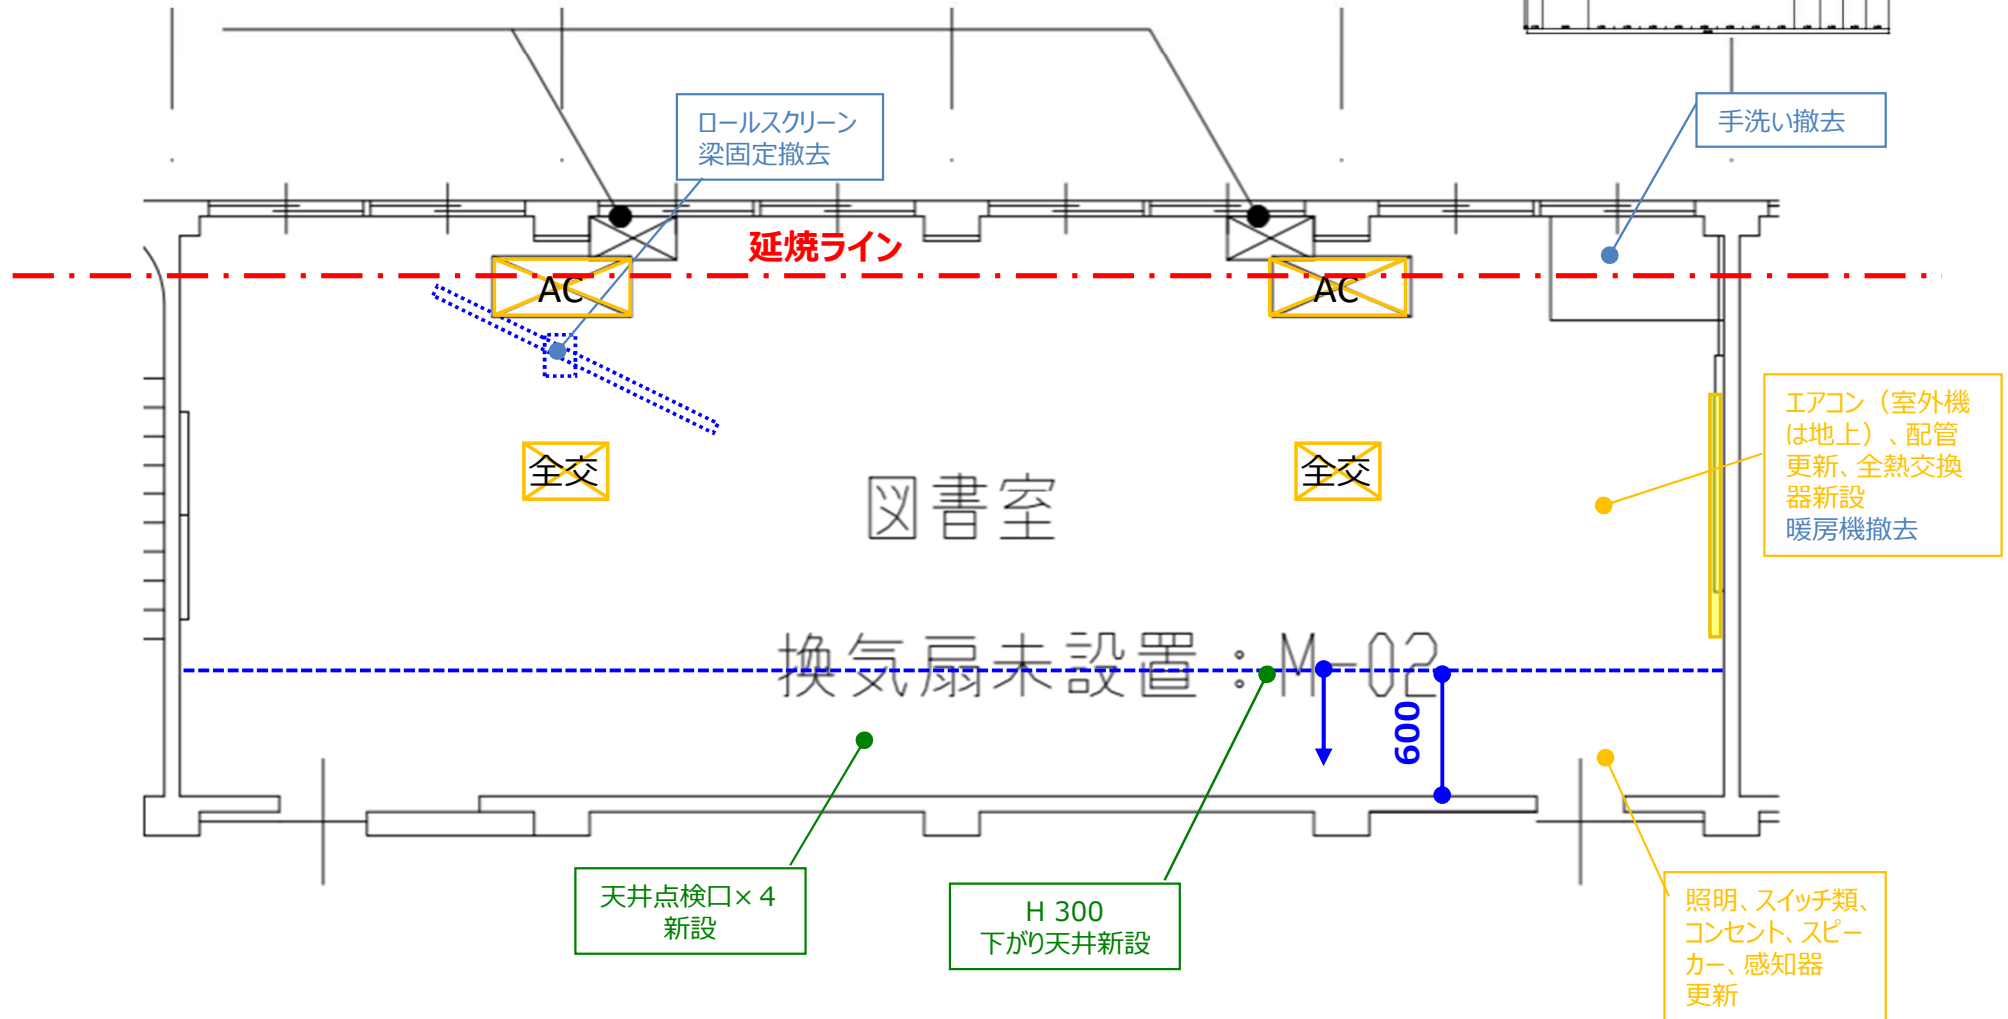 ロールスクリーン
梁固定撤去
手洗い撤去
延焼ライン
AC
AC
エアコン（室外機
は地上）、配管
更新、全熱交換
器新設
暖房機撤去
全交
全交
図書室
換気扇未設置：M-02
600
天井点検口×４
新設
H 300
下がり天井新設
照明、スイッチ類、
コンセント、スピー
カー、感知器
更新